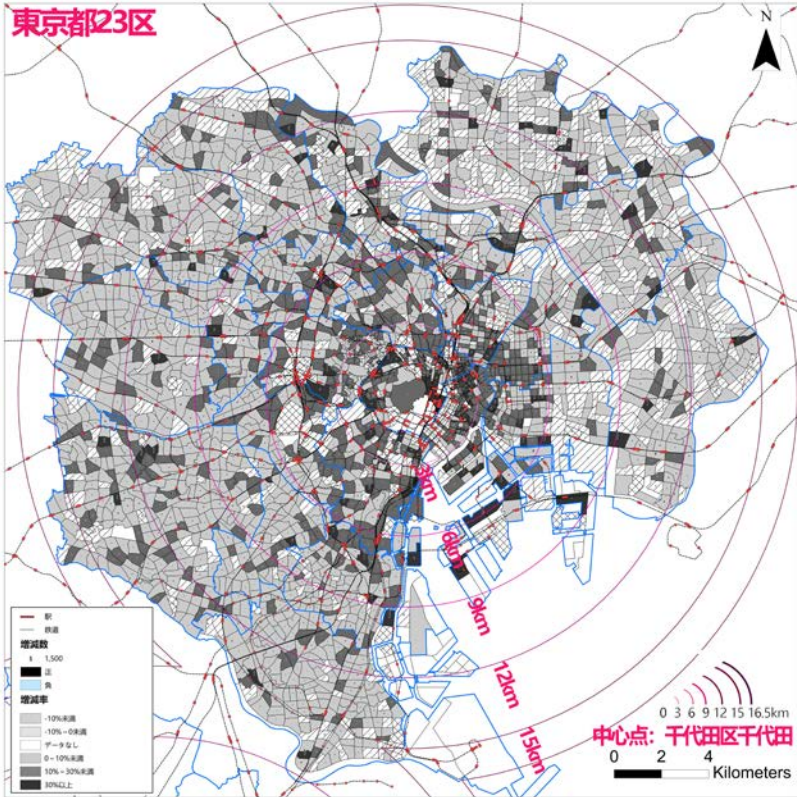 東京都23区
N
3km
6km
9km
12km
15km
駅
鉄道
増減数
1,500
正
負
増減率
-10%未満
-10%~0未満
データなし
0~10%未満
10%~30%未満
30%以上
0 3 6 9 12 15 16.5km
中心点：千代田区千代田
0 2 4
Kilometers